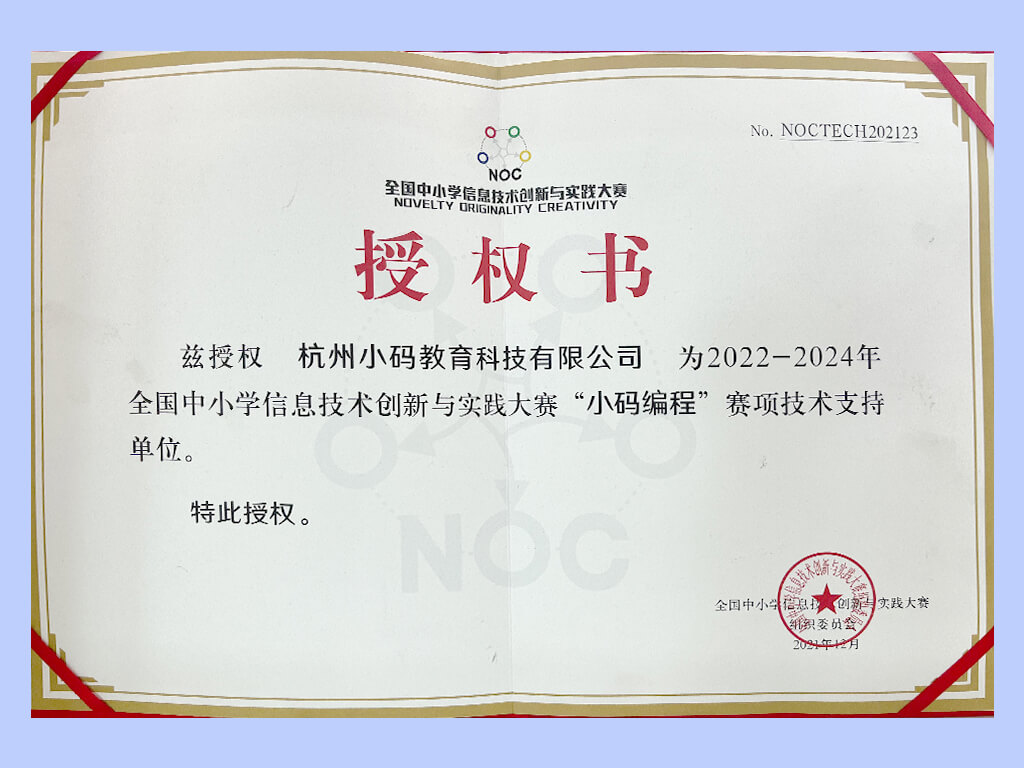 No. NOCTECH202123
NOC
全国中小学信息技术创新与实践大赛
NOVELTY ORIGINALITY CREATIVITY
授权书
兹授权 杭州小码教育科技有限公司 为2022-2024年
全国中小学信息技术创新与实践大赛“小码编程”赛项技术支持
单位。
特此授权。
NOC
全国中小学信息技术创新与实践大赛
组织委员会
2021年12月